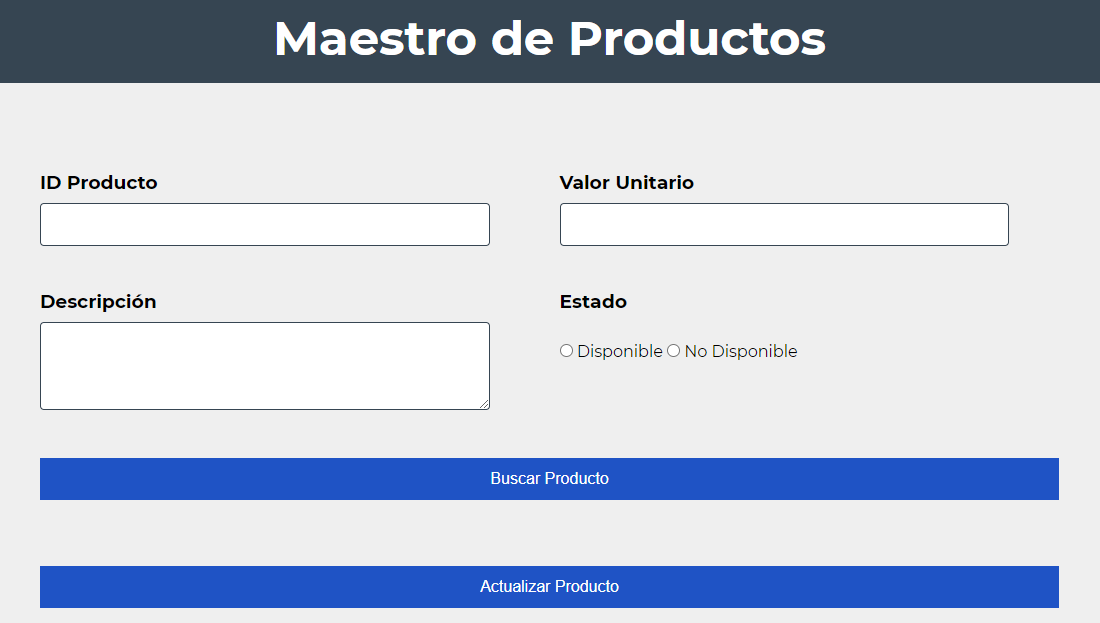 Maestro de Productos
ID Producto
Valor Unitario
Descripción
Estado
Disponible No Disponible
Buscar Producto
Actualizar Producto